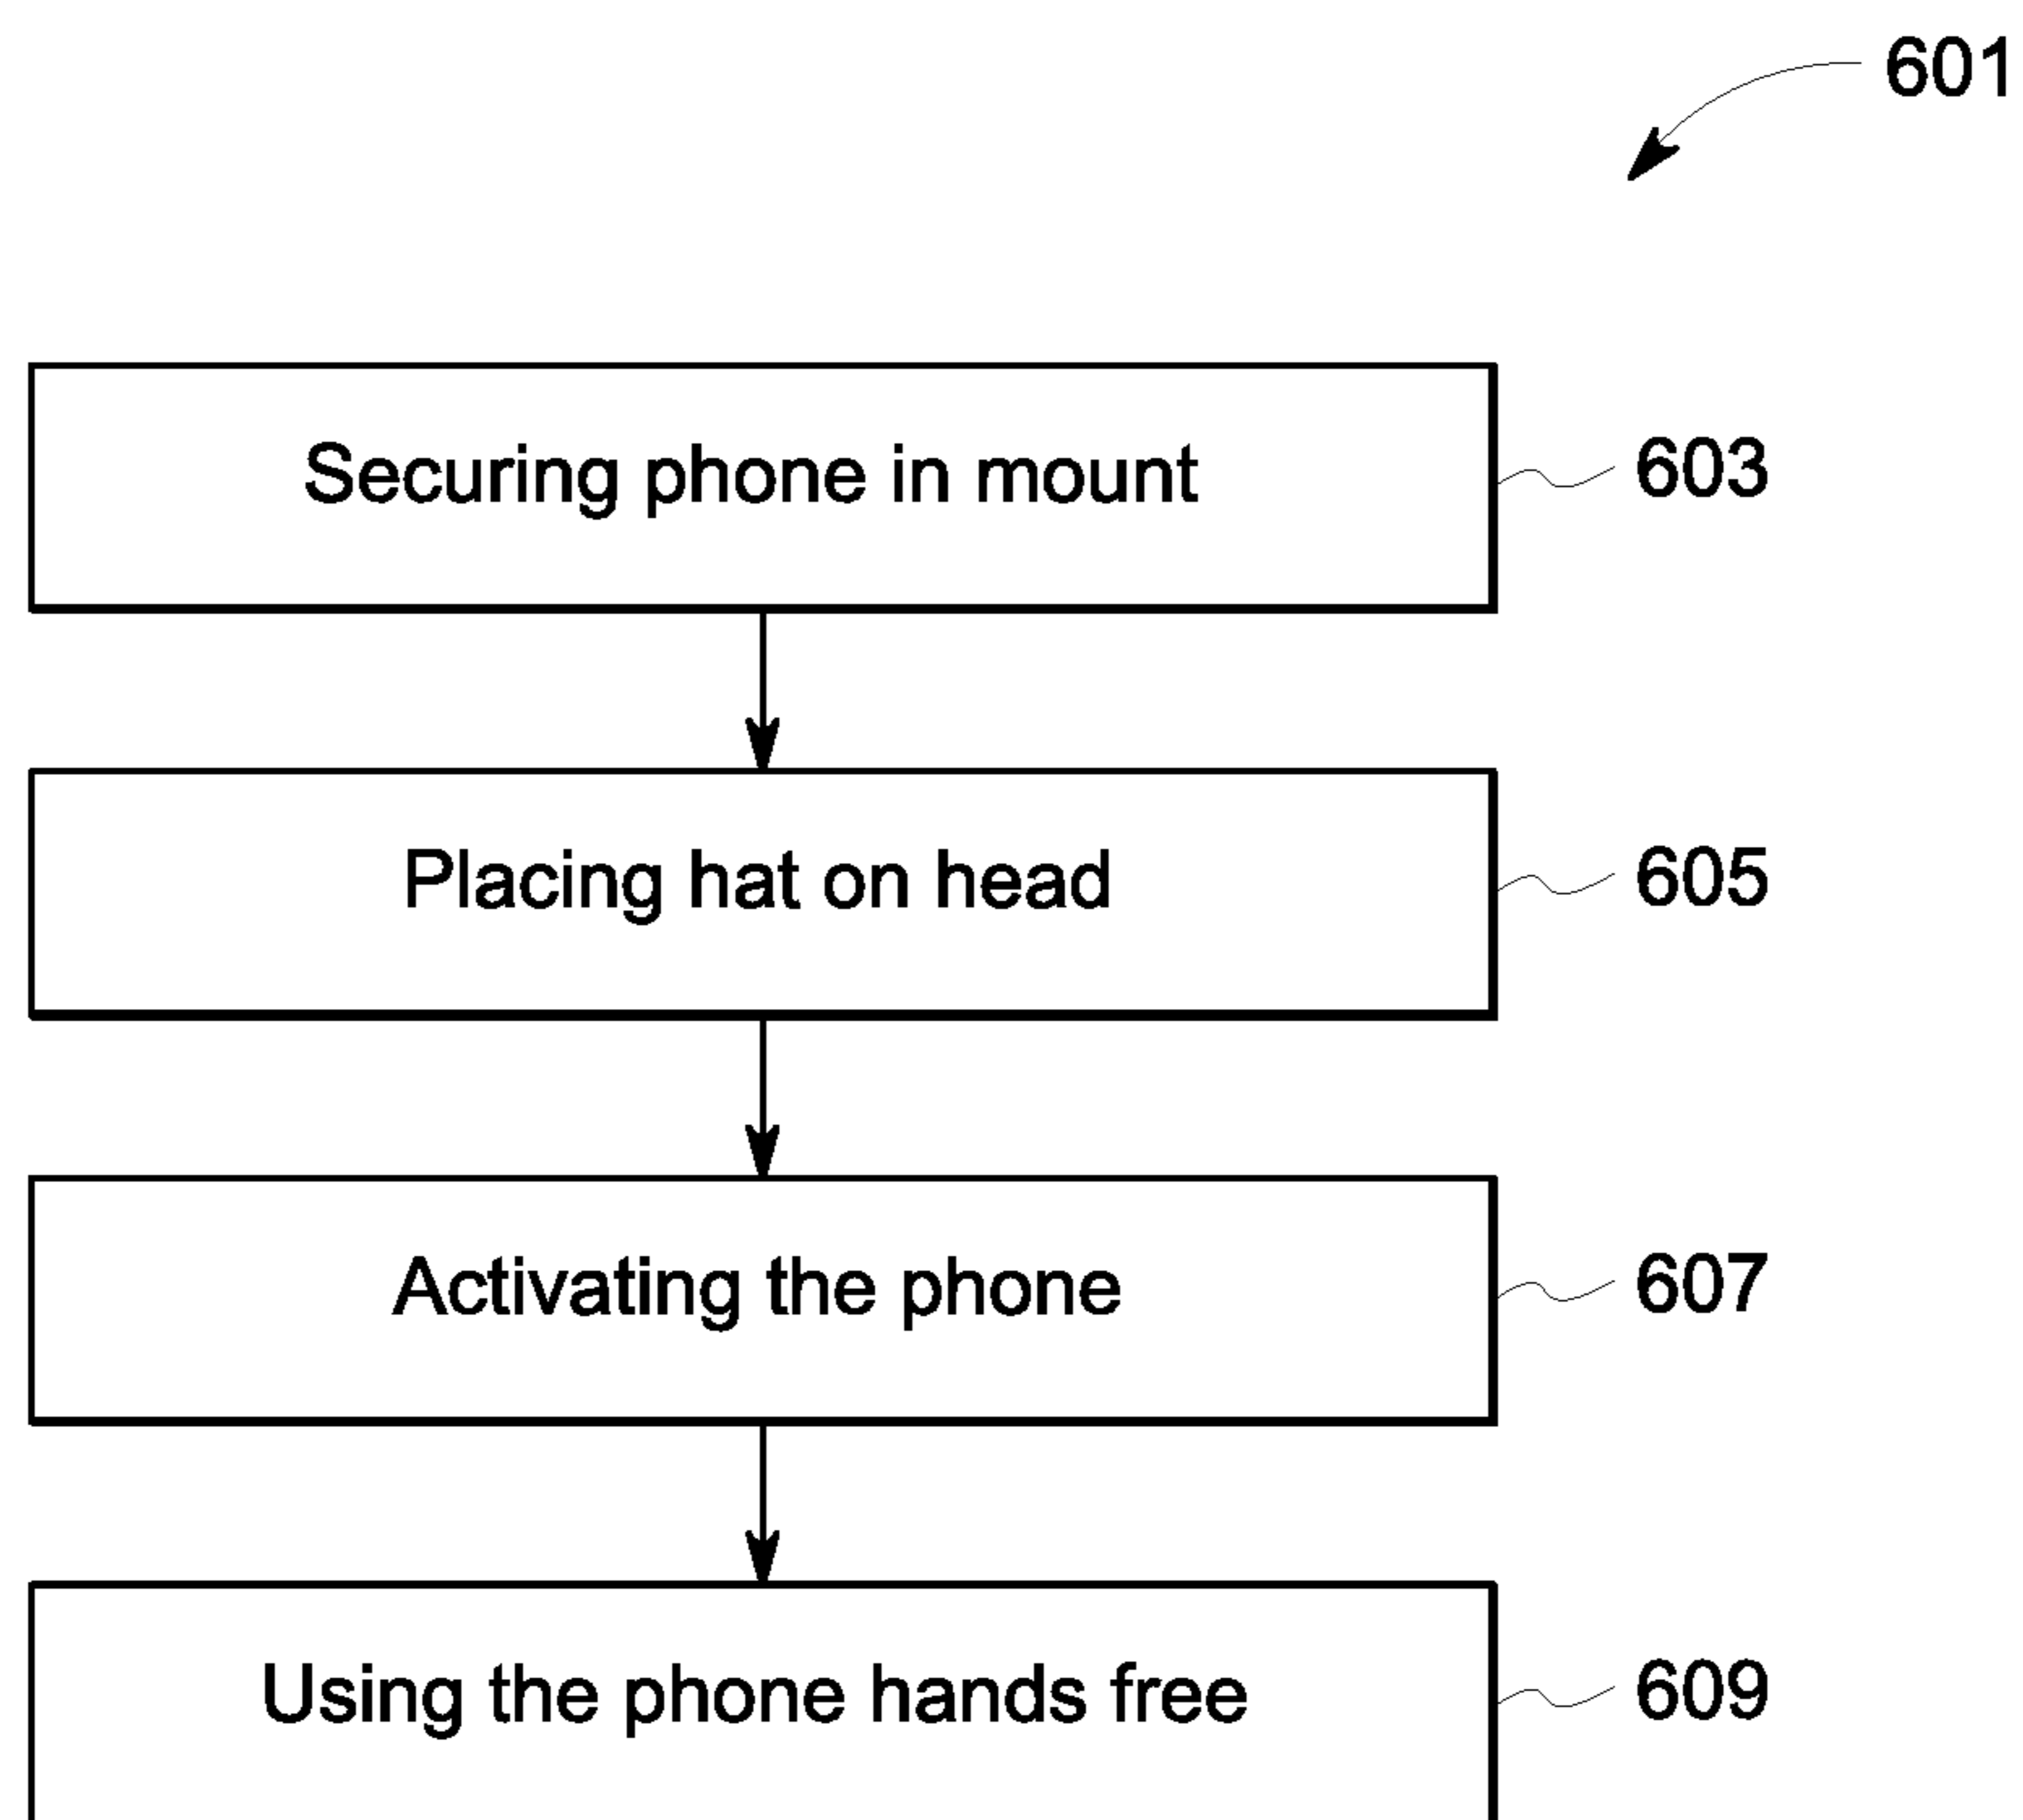 601
Securing phone in mount
603
Placing hat on head
605
Activating the phone
607
Using the phone hands free
609